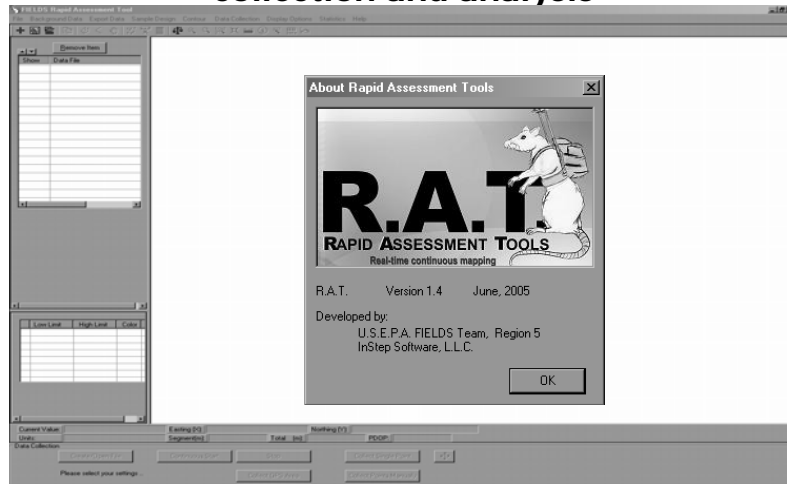 collection and analysis
FIELDS Rapid Assessment Tool
File Background Data Export Data Sample Design Contour Data Collection Display Options Statistics Help
Remove Item
Show Data File
About Rapid Assessment Tools
R.A.T.
RAPID ASSESSMENT TOOLS
Real-time continuous mapping
R.A.T. Version 1.4 June, 2005
Developed by:
U.S.E.P.A. FIELDS Team, Region 5
InStep Software, L.L.C.
OK
Low Limit High Limit Color
Current Value: Easting (X): Northing (Y):
Units: Segment(m): Total (m): PDOP:
Data Collection
Please select your settings...